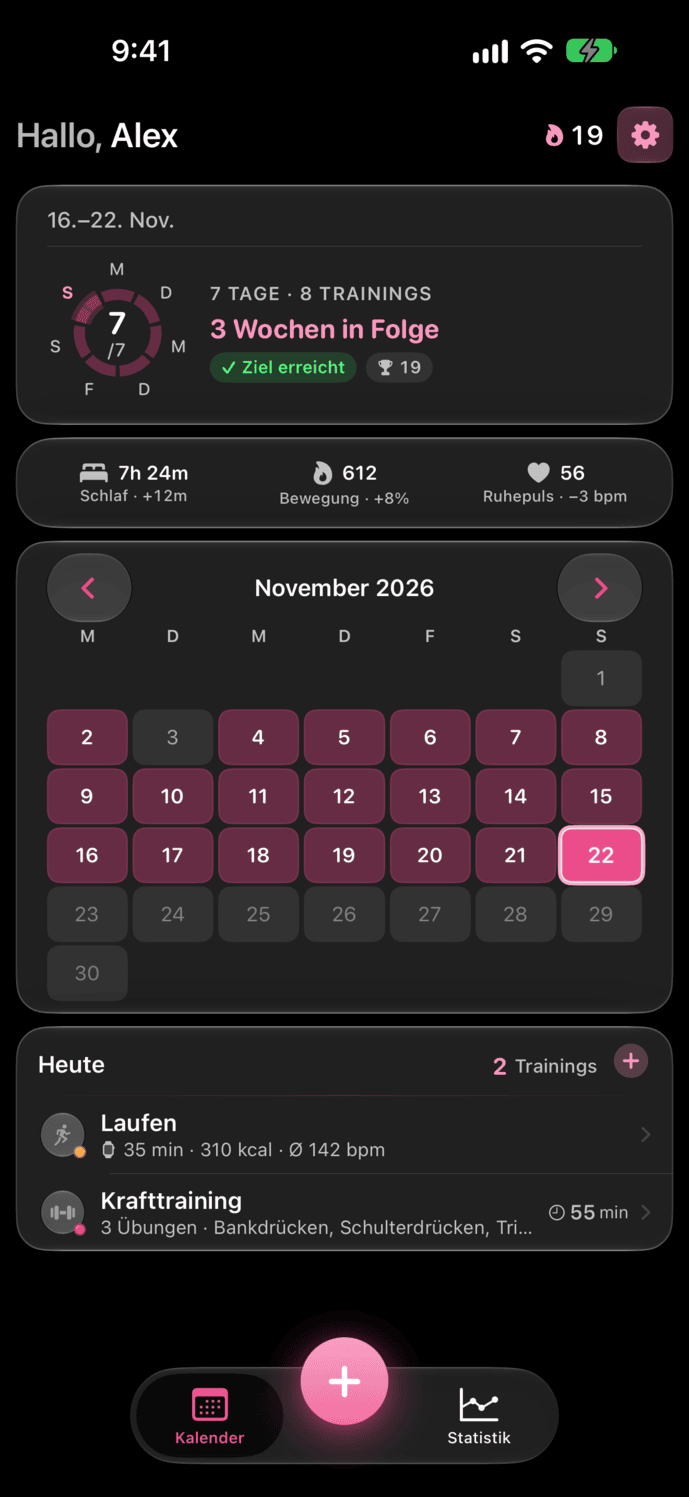 9:41
Hallo, Alex
19
16.–22. Nov.
M
S D
S M
F D
7
/7
7 TAGE · 8 TRAININGS
3 Wochen in Folge
Ziel erreicht 19
7h 24m 612 56
Schlaf · +12m Bewegung · +8% Ruhepuls · −3 bpm
November 2026
M D M D F S S
1
2 3 4 5 6 7 8
9 10 11 12 13 14 15
16 17 18 19 20 21 22
23 24 25 26 27 28 29
30
Heute 2 Trainings
Laufen
35 min · 310 kcal · Ø 142 bpm
Krafttraining
3 Übungen · Bankdrücken, Schulterdrücken, Tri...
55 min
Kalender Statistik